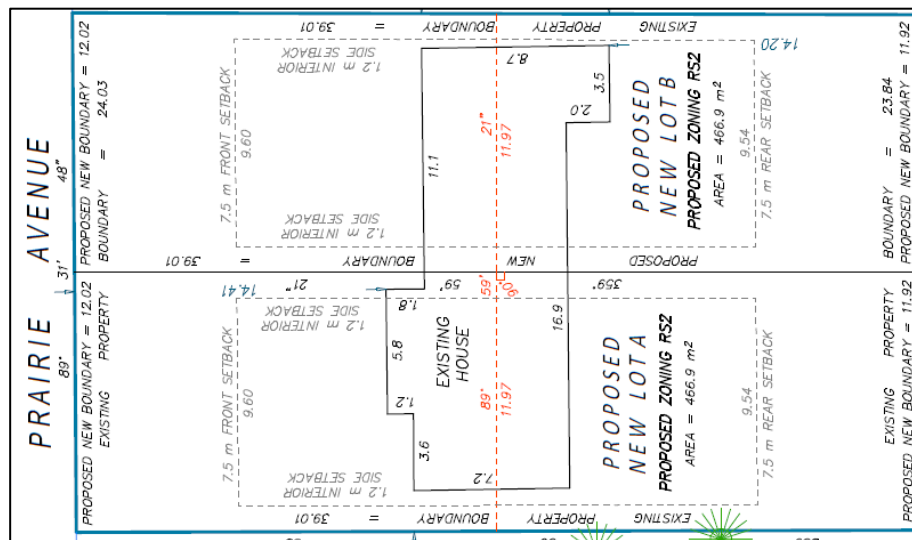 PRAIRIE AVENUE
89° 31' 48"
PROPOSED NEW BOUNDARY = 12.02
PROPOSED NEW BOUNDARY = 12.02
EXISTING PROPERTY BOUNDARY = 24.03
EXISTING PROPERTY BOUNDARY = 39.01
1.2 m INTERIOR
SIDE SETBACK
7.5 m FRONT SETBACK
9.60
1.2 m INTERIOR
SIDE SETBACK
8.7
3.5
2.0
11.1
14.20
21"
11.97
PROPOSED
NEW LOT B
PROPOSED ZONING RS2
AREA = 466.9 m²
9.54
7.5 m REAR SETBACK
PROPOSED NEW BOUNDARY = 39.01
359° 59' 21"
14.41
90°
1.8
5.8
1.2
3.6
7.2
16.9
EXISTING
HOUSE
89° 59'
11.97
1.2 m INTERIOR
SIDE SETBACK
7.5 m FRONT SETBACK
9.60
1.2 m INTERIOR
SIDE SETBACK
PROPOSED
NEW LOT A
PROPOSED ZONING RS2
AREA = 466.9 m²
9.54
7.5 m REAR SETBACK
EXISTING PROPERTY BOUNDARY = 39.01
EXISTING PROPERTY BOUNDARY = 23.84
PROPOSED NEW BOUNDARY = 11.92
PROPOSED NEW BOUNDARY = 11.92